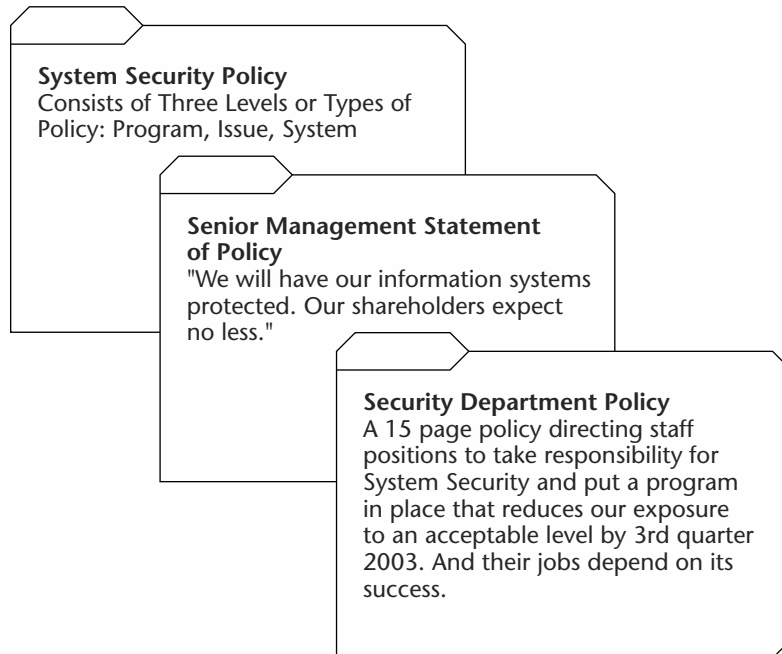 System Security Policy
Consists of Three Levels or Types of
Policy: Program, Issue, System
Senior Management Statement
of Policy
"We will have our information systems
protected. Our shareholders expect
no less."
Security Department Policy
A 15 page policy directing staff
positions to take responsibility for
System Security and put a program
in place that reduces our exposure
to an acceptable level by 3rd quarter
2003. And their jobs depend on its
success.